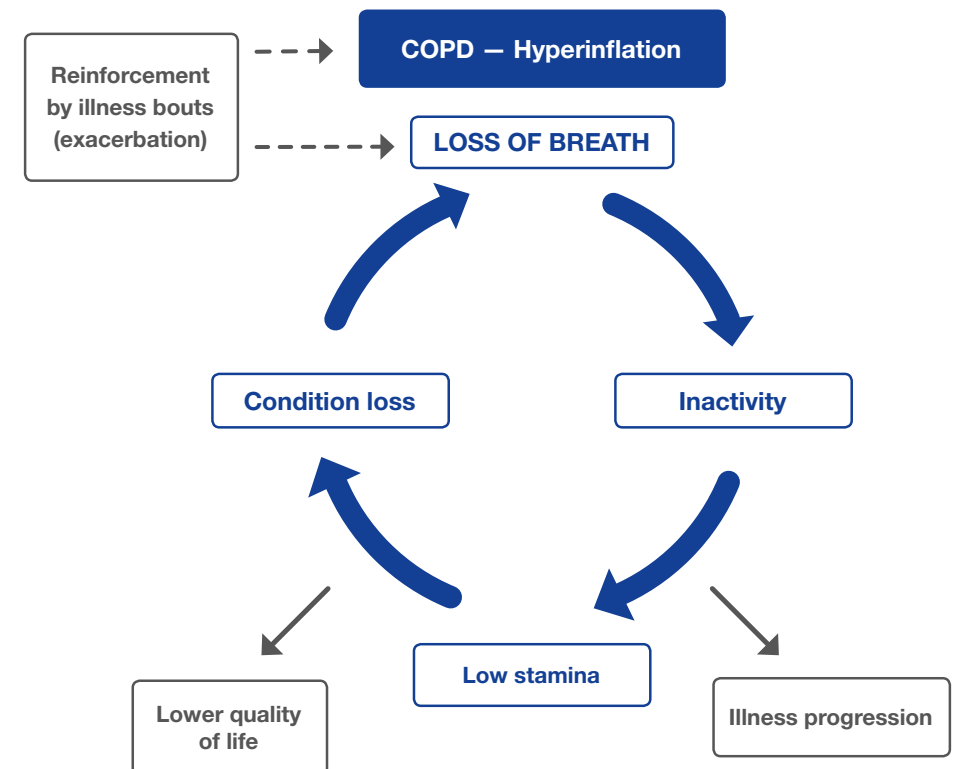 COPD — Hyperinflation
Reinforcement
by illness bouts
(exacerbation)
LOSS OF BREATH
Condition loss
Inactivity
Low stamina
Lower quality
of life
Illness progression